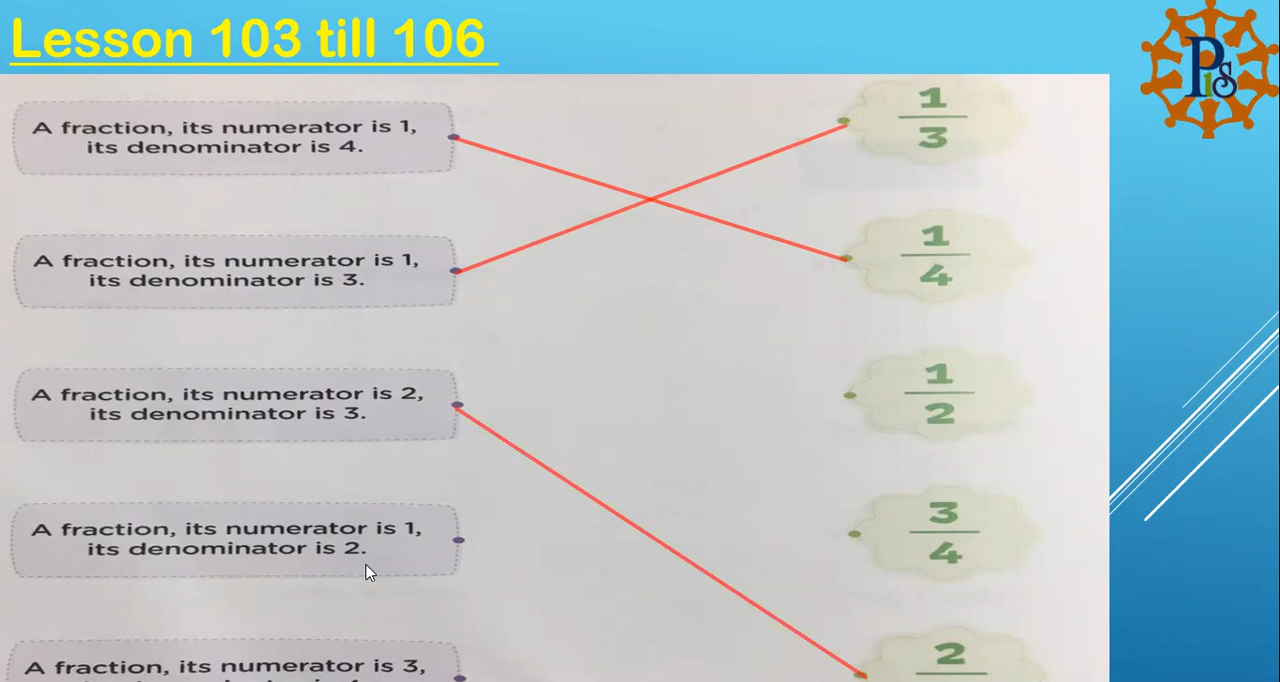 Lesson 103 till 106
PIS
A fraction, its numerator is 1,
its denominator is 4.
1
3
A fraction, its numerator is 1,
its denominator is 3.
1
4
A fraction, its numerator is 2,
its denominator is 3.
1
2
A fraction, its numerator is 1,
its denominator is 2.
3
4
A fraction, its numerator is 3,
2